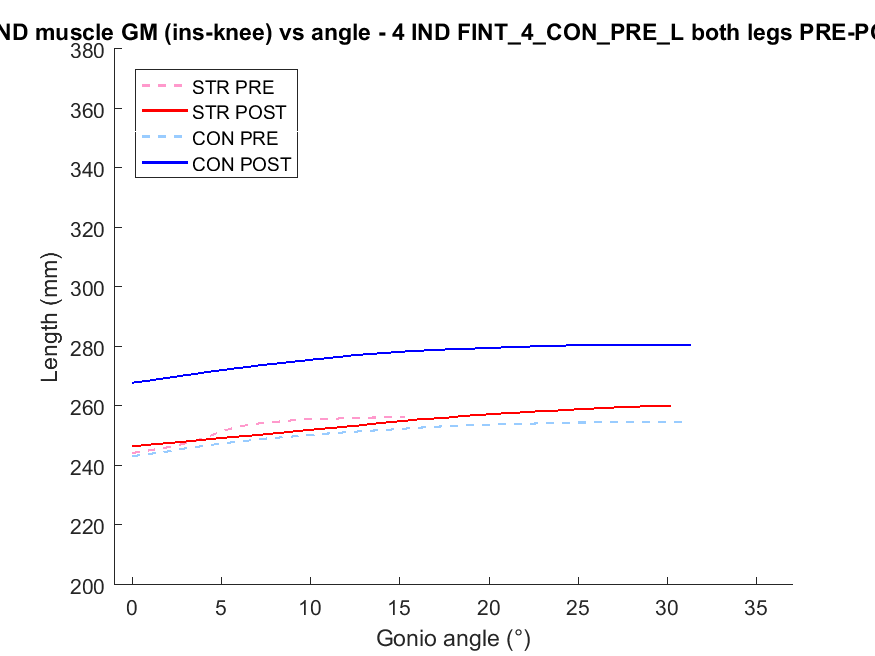 ND muscle GM (ins-knee) vs angle - 4 IND FINT_4_CON_PRE_L both legs PRE-PO
380
360
340
320
300
280
260
240
220
200
Length (mm)
STR PRE
STR POST
CON PRE
CON POST
0 5 10 15 20 25 30 35
Gonio angle (°)